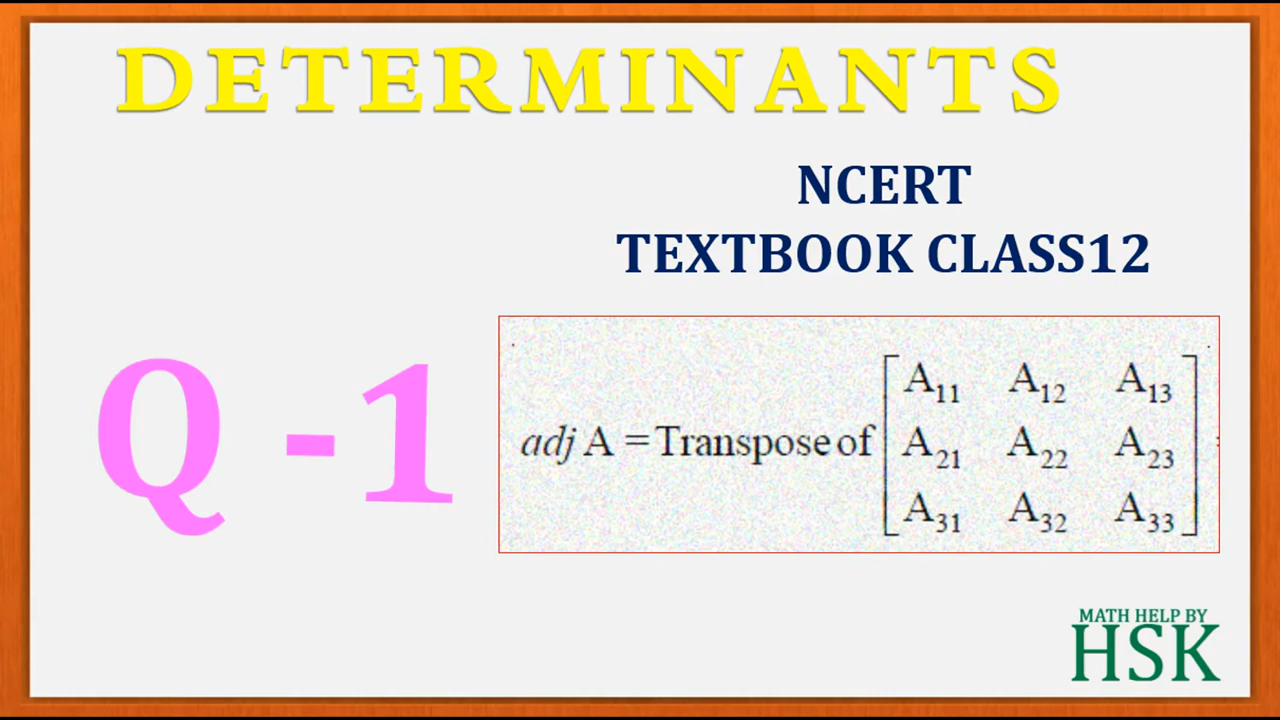 DETERMINANTS
NCERT
TEXTBOOK CLASS12
Q -1
adj A = Transpose of
A₁₁ A₁₂ A₁₃
A₂₁ A₂₂ A₂₃
A₃₁ A₃₂ A₃₃
MATH HELP BY
HSK